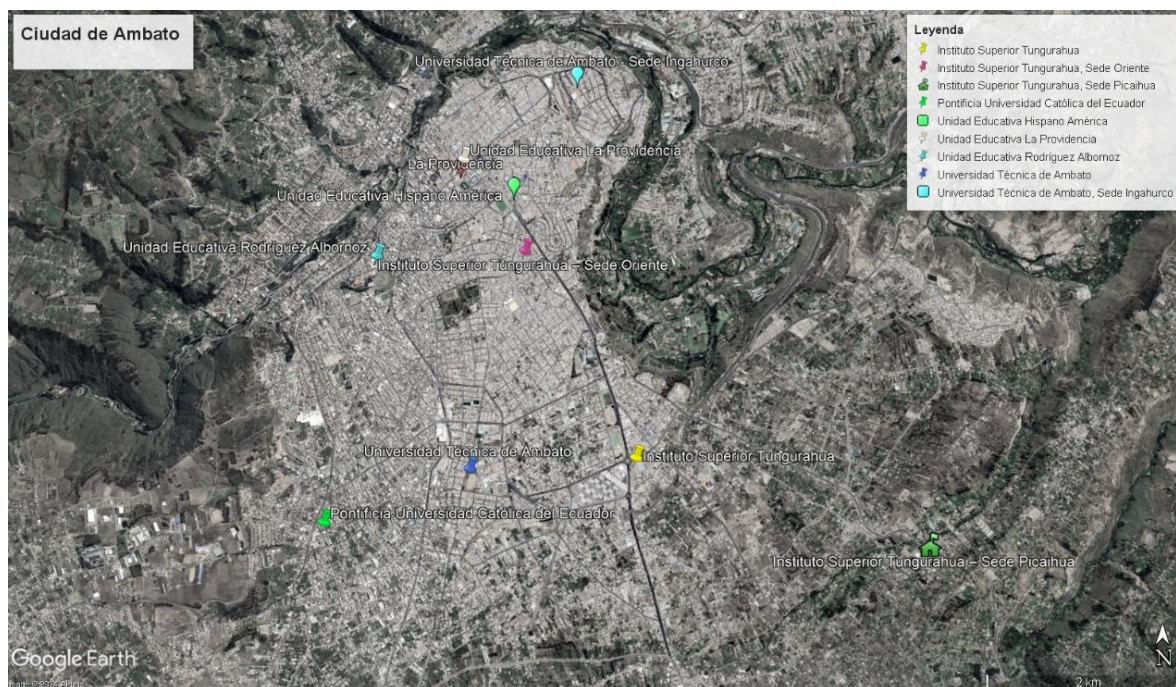 Ciudad de Ambato
Leyenda
Instituto Superior Tungurahua
Instituto Superior Tungurahua, Sede Oriente
Instituto Superior Tungurahua, Sede Picaihua
Pontificia Universidad Católica del Ecuador
Unidad Educativa Hispano América
Unidad Educativa La Providencia
Unidad Educativa Rodríguez Albornoz
Universidad Técnica de Ambato
Universidad Técnica de Ambato, Sede Ingahurco
Universidad Técnica de Ambato - Sede Ingahurco
Unidad Educativa La Providencia
La Providencia
Unidad Educativa Hispano América
Unidad Educativa Rodríguez Albornoz
Instituto Superior Tungurahua – Sede Oriente
Universidad Técnica de Ambato
Instituto Superior Tungurahua
Pontificia Universidad Católica del Ecuador
Instituto Superior Tungurahua – Sede Picaihua
Google Earth
N
2 km